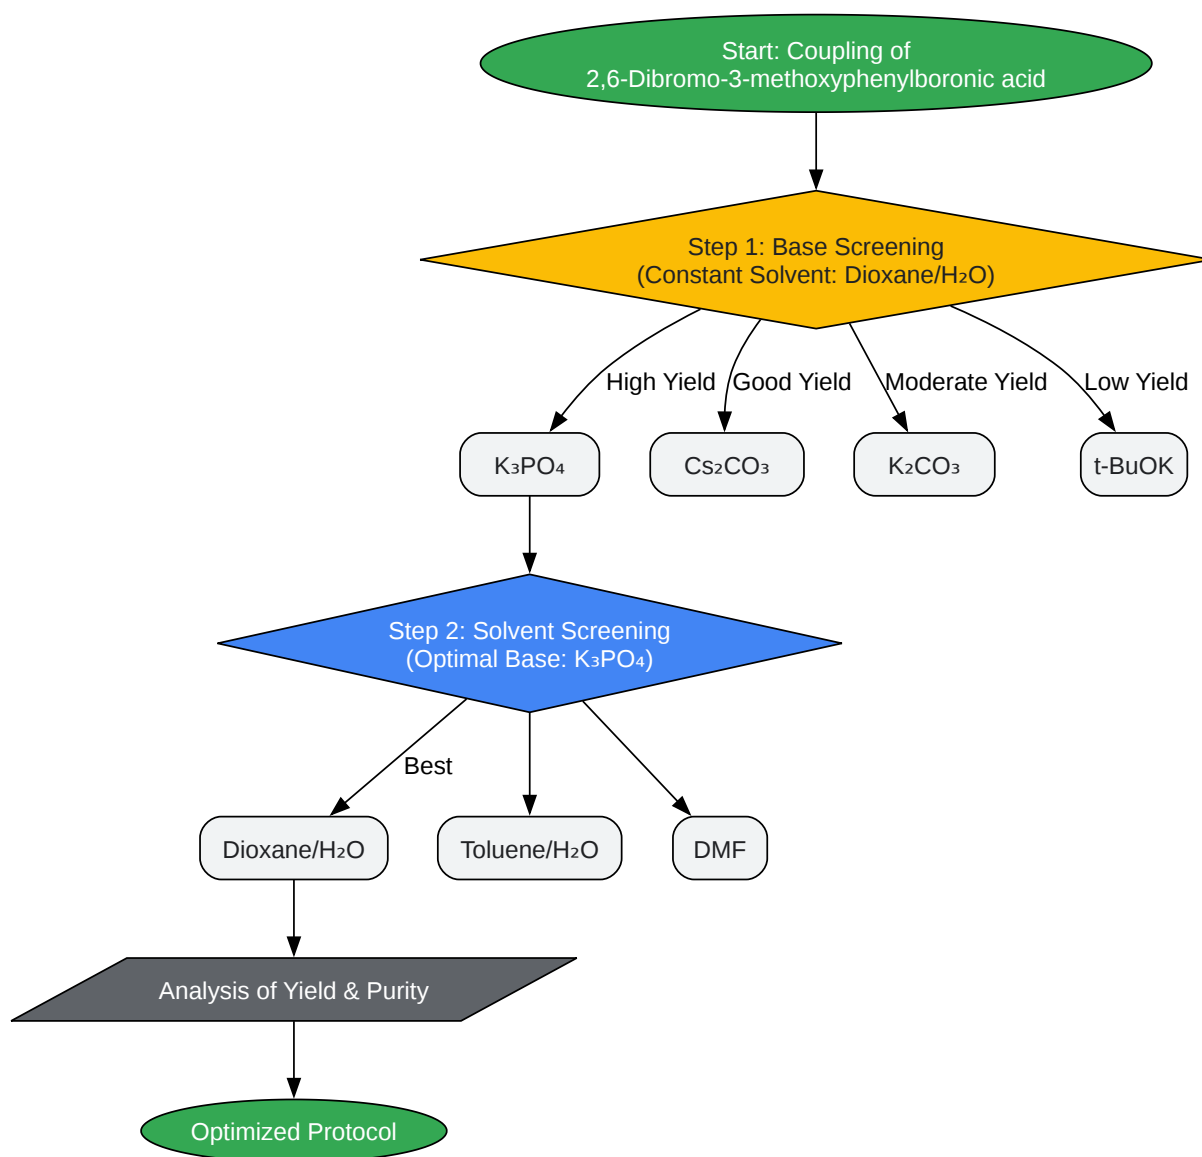 Start: Coupling of
2,6-Dibromo-3-methoxyphenylboronic acid
Step 1: Base Screening
(Constant Solvent: Dioxane/H₂O)
High Yield
Good Yield
Moderate Yield
Low Yield
K₃PO₄
Cs₂CO₃
K₂CO₃
t-BuOK
Step 2: Solvent Screening
(Optimal Base: K₃PO₄)
Best
Dioxane/H₂O
Toluene/H₂O
DMF
Analysis of Yield & Purity
Optimized Protocol